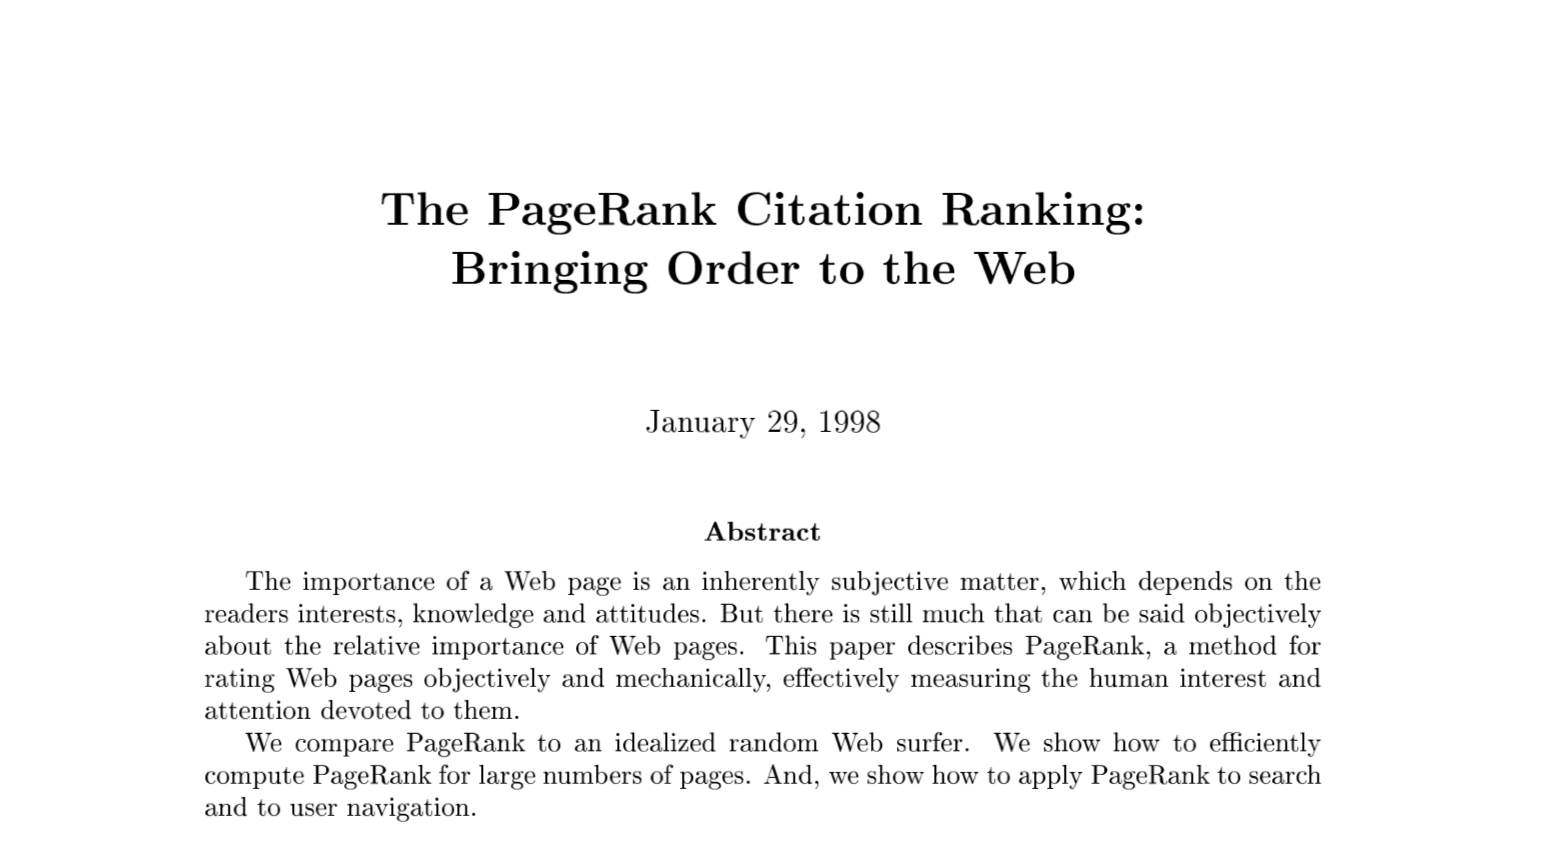 The PageRank Citation Ranking:
Bringing Order to the Web
January 29, 1998
Abstract
The importance of a Web page is an inherently subjective matter, which depends on the
readers interests, knowledge and attitudes. But there is still much that can be said objectively
about the relative importance of Web pages. This paper describes PageRank, a method for
rating Web pages objectively and mechanically, effectively measuring the human interest and
attention devoted to them.
We compare PageRank to an idealized random Web surfer. We show how to efficiently
compute PageRank for large numbers of pages. And, we show how to apply PageRank to search
and to user navigation.